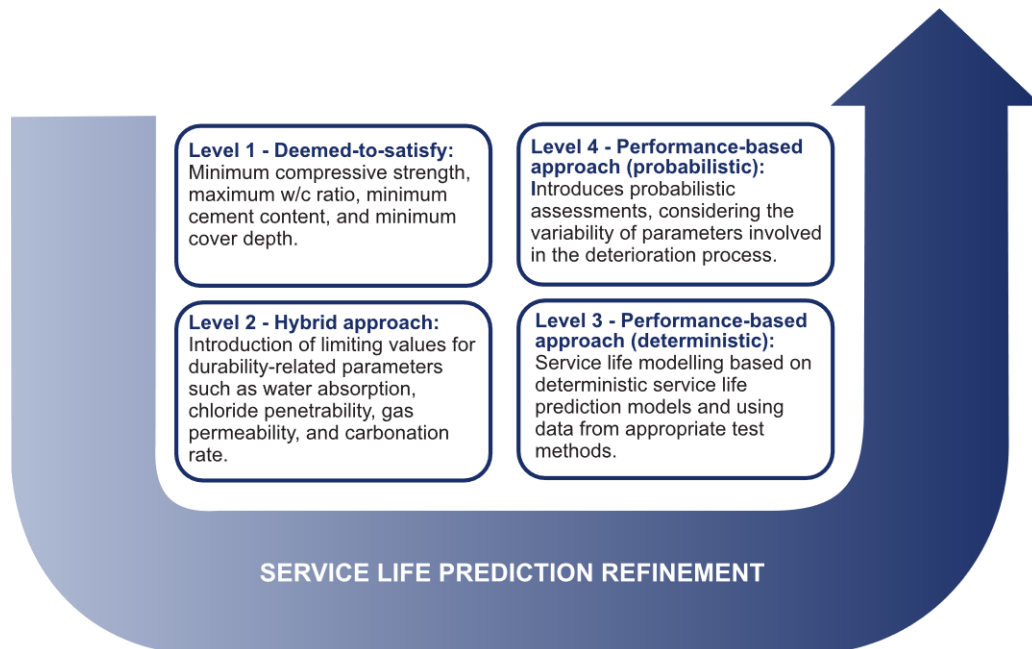 Level 1 - Deemed-to-satisfy:
Minimum compressive strength,
maximum w/c ratio, minimum
cement content, and minimum
cover depth.
Level 2 - Hybrid approach:
Introduction of limiting values for
durability-related parameters
such as water absorption,
chloride penetrability, gas
permeability, and carbonation
rate.
Level 3 - Performance-based
approach (deterministic):
Service life modelling based on
deterministic service life
prediction models and using
data from appropriate test
methods.
Level 4 - Performance-based
approach (probabilistic):
Introduces probabilistic
assessments, considering the
variability of parameters involved
in the deterioration process.
SERVICE LIFE PREDICTION REFINEMENT